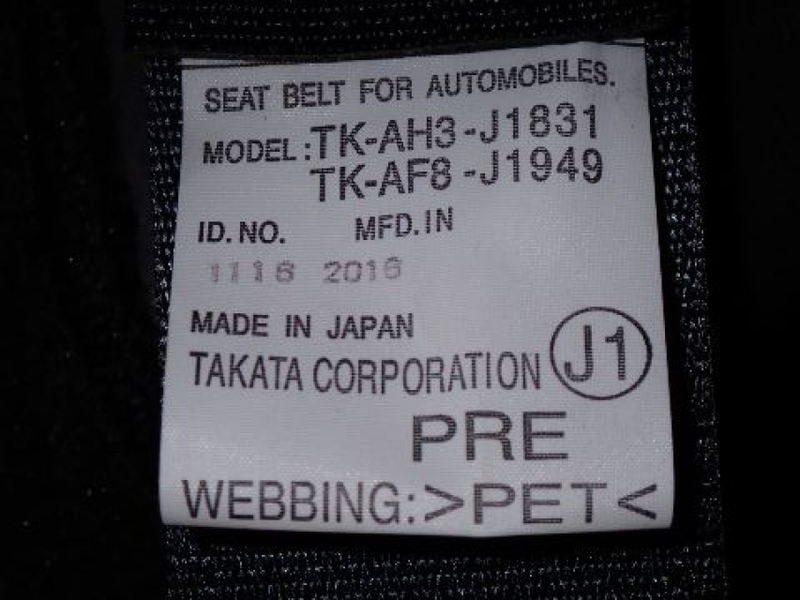 SEAT BELT FOR AUTOMOBILES.
MODEL:TK-AH3-J1831
TK-AF8-J1949
ID.NO. MFD.IN
1116 2016
MADE IN JAPAN
TAKATA CORPORATION J1
PRE
WEBBING:>PET<